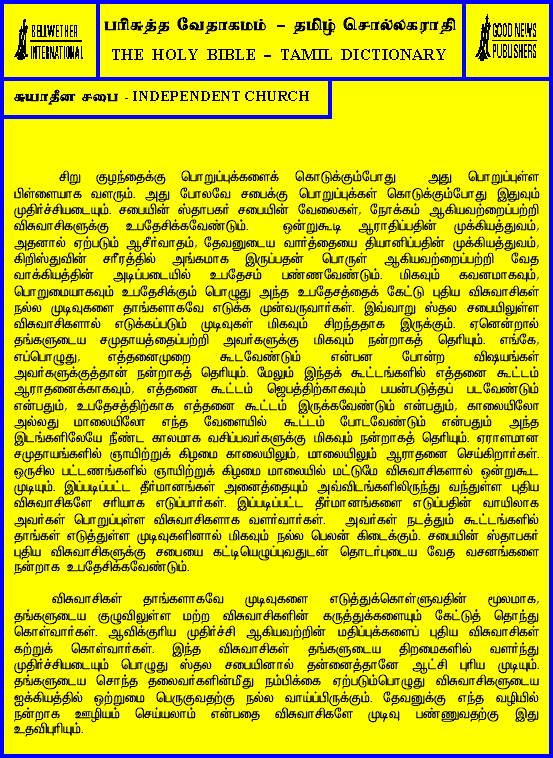 BELLWETHER
INTERNATIONAL
பரிசுத்த வேதாகமம் – தமிழ் சொல்லகராதி
THE HOLY BIBLE – TAMIL DICTIONARY
GOOD NEWS
PUBLISHERS
சுயாதீன சபை - INDEPENDENT CHURCH
சிறு குழந்தைக்கு பொறுப்புக்களைக் கொடுக்கும்போது அது பொறுப்புள்ள
பிள்ளையாக வளரும். அது போலவே சபைக்கு பொறுப்புக்கள் கொடுக்கும்போது இதுவும்
முதிர்ச்சியடையும். சபையின் ஸ்தாபகர் சபையின் வேலைகள், நோக்கம் ஆகியவற்றைப்பற்றி
விசுவாசிகளுக்கு உபதேசிக்கவேண்டும். ஒன்றுகூடி ஆராதிப்பதின் முக்கியத்துவம்,
அதனால் ஏற்படும் ஆசீர்வாதம், தேவனுடைய வார்த்தையை தியானிப்பதின் முக்கியத்துவம்,
கிறிஸ்துவின் சரீரத்தில் அங்கமாக இருப்பதன் பொருள் ஆகியவற்றைப்பற்றி வேத
வாக்கியத்தின் அடிப்படையில் உபதேசம் பண்ணவேண்டும். மிகவும் கவனமாகவும்,
பொறுமையாகவும் உபதேசிக்கும் பொழுது அந்த உபதேசத்தைக் கேட்டு புதிய விசுவாசிகள்
நல்ல முடிவுகளை தாங்களாகவே எடுக்க முன்வருவார்கள். இவ்வாறு ஸ்தல சபையிலுள்ள
விசுவாசிகளால் எடுக்கப்படும் முடிவுகள் மிகவும் சிறந்ததாக இருக்கும். ஏனென்றால்
தங்களுடைய சமுதாயத்தைப்பற்றி அவர்களுக்கு மிகவும் நன்றாகத் தெரியும். எங்கே,
எப்பொழுது, எத்தனைமுறை கூடவேண்டும் என்பன போன்ற விஷயங்கள்
அவர்களுக்குத்தான் நன்றாகத் தெரியும். மேலும் இந்தக் கூட்டங்களில் எத்தனை கூட்டம்
ஆராதனைக்காகவும், எத்தனை கூட்டம் ஜெபத்திற்காகவும் பயன்படுத்தப் படவேண்டும்
என்பதும், உபதேசத்திற்காக எத்தனை கூட்டம் இருக்கவேண்டும் என்பதும், காலையிலோ
அல்லது மாலையிலோ எந்த வேளையில் கூட்டம் போடவேண்டும் என்பதும் அந்த
இடங்களிலேயே நீண்ட காலமாக வசிப்பவர்களுக்கு மிகவும் நன்றாகத் தெரியும். ஏராளமான
சமுதாயங்களில் ஞாயிற்றுக் கிழமை காலையிலும், மாலையிலும் ஆராதனை செய்கிறார்கள்.
ஒருசில பட்டணங்களில் ஞாயிற்றுக் கிழமை மாலையில் மட்டுமே விசுவாசிகளால் ஒன்றுகூட
முடியும். இப்படிப்பட்ட தீர்மானங்கள் அனைத்தையும் அவ்விடங்களிலிருந்து வந்துள்ள புதிய
விசுவாசிகளே சரியாக எடுப்பார்கள். இப்படிப்பட்ட தீர்மானங்களை எடுப்பதின் வாயிலாக
அவர்கள் பொறுப்புள்ள விசுவாசிகளாக வளர்வார்கள். அவர்கள் நடத்தும் கூட்டங்களில்
தாங்கள் எடுத்துள்ள முடிவுகளினால் மிகவும் நல்ல பெலன் கிடைக்கும். சபையின் ஸ்தாபகர்
புதிய விசுவாசிகளுக்கு சபையை கட்டியெழுப்புவதுடன் தொடர்புடைய வேத வசனங்களை
நன்றாக உபதேசிக்கவேண்டும்.
விசுவாசிகள் தாங்களாகவே முடிவுகளை எடுத்துக்கொள்ளுவதின் மூலமாக,
தங்களுடைய குழுவிலுள்ள மற்ற விசுவாசிகளின் கருத்துக்களையும் கேட்டுத் தெரிந்து
கொள்வார்கள். ஆவிக்குரிய முதிர்ச்சி ஆகியவற்றின் மதிப்புக்களைப் புதிய விசுவாசிகள்
கற்றுக் கொள்வார்கள். இந்த விசுவாசிகள் தங்களுடைய திறமைகளில் வளர்ந்து
முதிர்ச்சியடையும் பொழுது ஸ்தல சபையினால் தன்னைத்தானே ஆட்சி புரிய முடியும்.
தங்களுடைய சொந்த தலைவர்களின்மீது நம்பிக்கை ஏற்படும்பொழுது விசுவாசிகளுடைய
ஐக்கியத்தில் ஒற்றுமை பெருகுவதற்கு நல்ல வாய்ப்பிருக்கும். தேவனுக்கு எந்த வழியில்
நன்றாக ஊழியம் செய்யலாம் என்பதை விசுவாசிகளே முடிவு பண்ணுவதற்கு இது
உதவிபுரியும்.